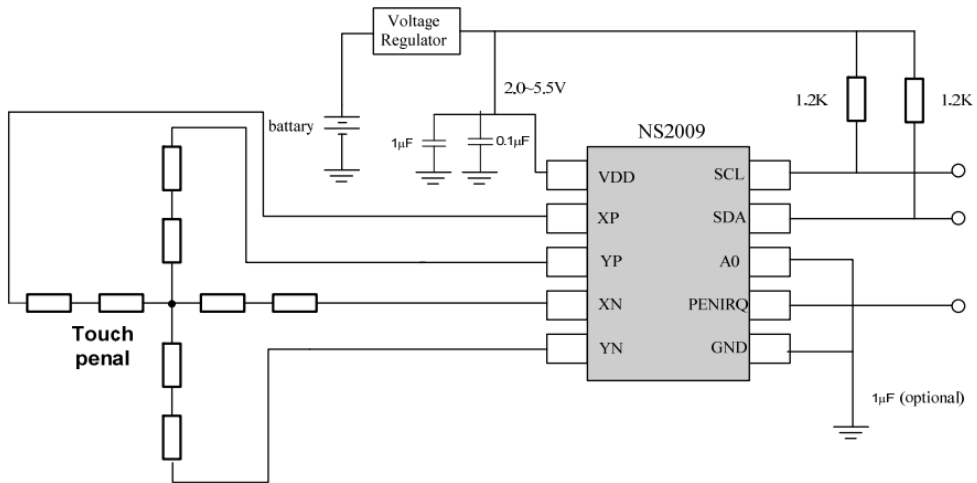 Voltage
Regulator
2.0~5.5V
battary
1μF
0.1μF
1.2K
1.2K
NS2009
VDD
SCL
XP
SDA
YP
A0
XN
PENIRQ
YN
GND
Touch
penal
1μF (optional)